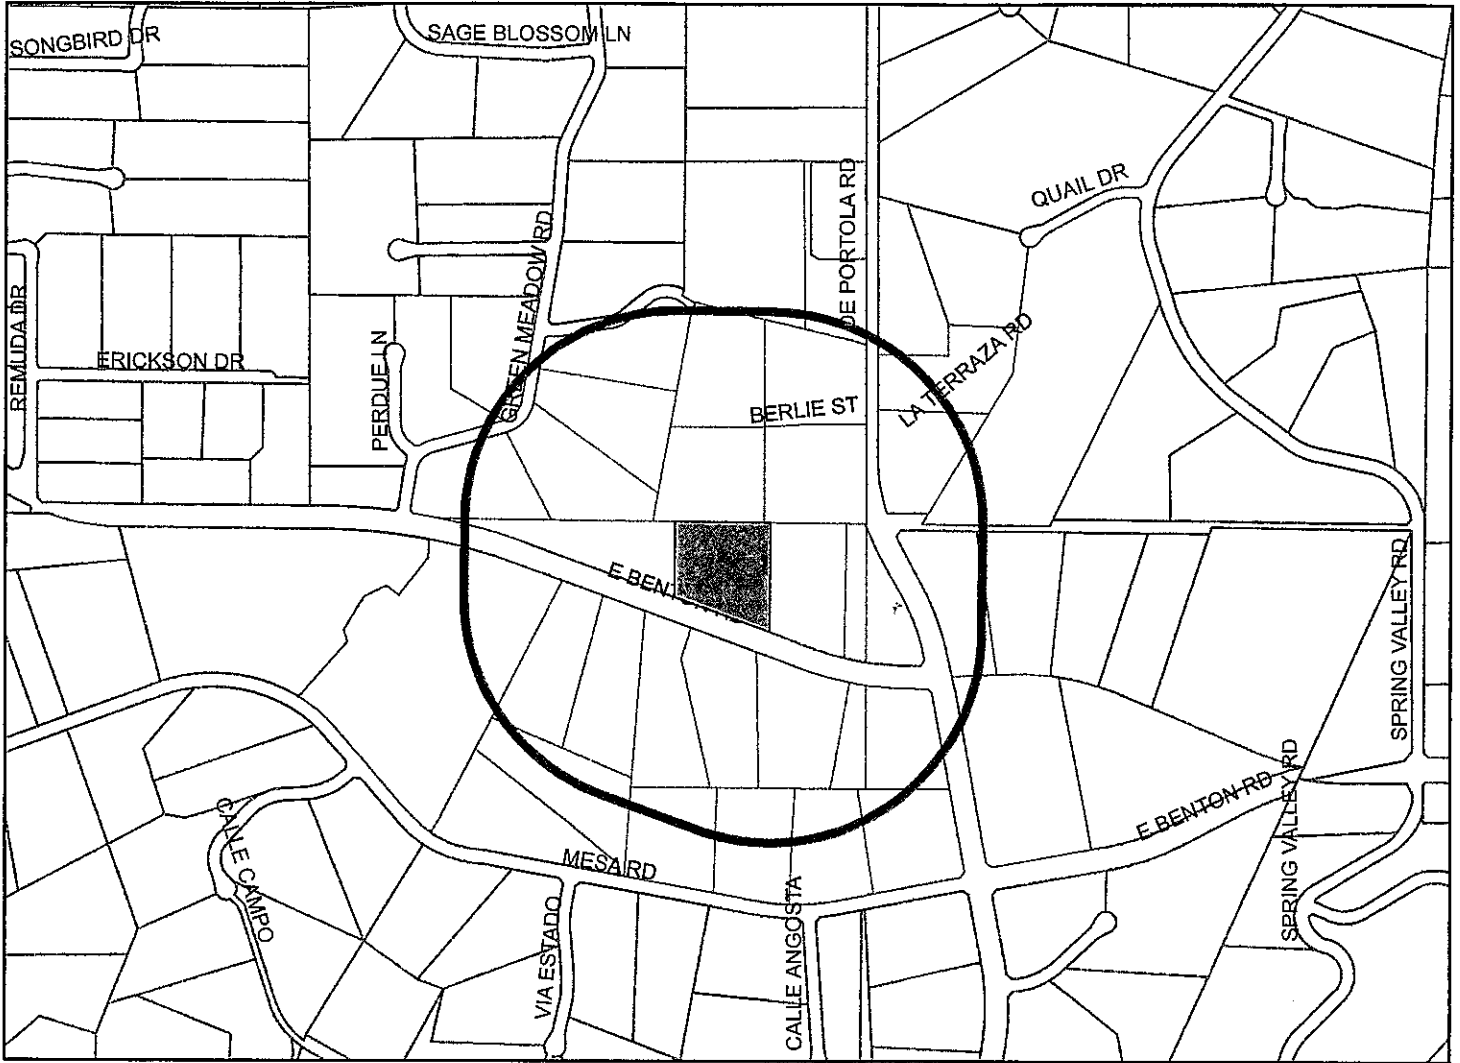 SONGBIRD DR
SAGE BLOSSOM LN
QUAIL DR
DE PORTOLA RD
GREEN MEADOW RD
REMUDA DR
ERICKSON DR
PERDUE LN
LA TERRAZA RD
BERLIE ST
E BENTON RD
SPRING VALLEY RD
E BENTON RD
SPRING VALLEY RD
CALLE CAMPO
MESA RD
VIA ESTADO
CALLE ANGOSTA